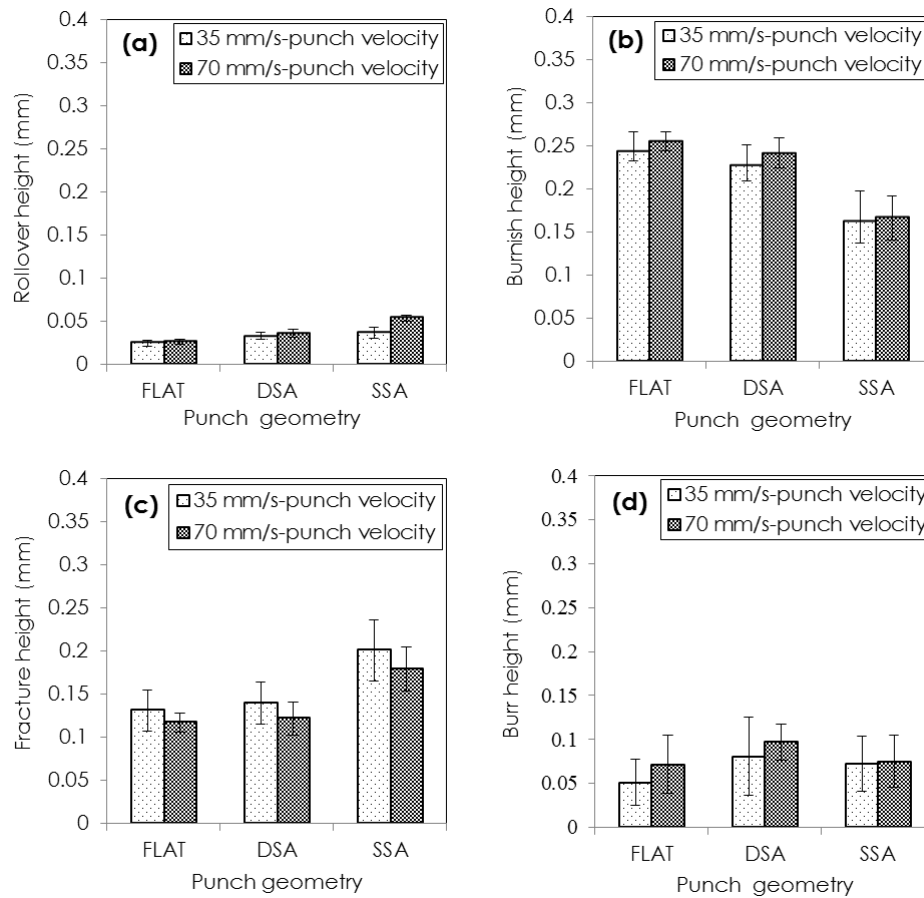 (a)
35 mm/s-punch velocity
70 mm/s-punch velocity
0.4
0.35
0.3
0.25
0.2
0.15
0.1
0.05
0
Rollover height (mm)
FLAT DSA SSA
Punch geometry
(b)
35 mm/s-punch velocity
70 mm/s-punch velocity
0.4
0.35
0.3
0.25
0.2
0.15
0.1
0.05
0
Burnish height (mm)
FLAT DSA SSA
Punch geometry
(c)
35 mm/s-punch velocity
70 mm/s-punch velocity
0.4
0.35
0.3
0.25
0.2
0.15
0.1
0.05
0
Fracture height (mm)
FLAT DSA SSA
Punch geometry
(d)
35 mm/s-punch velocity
70 mm/s-punch velocity
0.4
0.35
0.3
0.25
0.2
0.15
0.1
0.05
0
Burr height (mm)
FLAT DSA SSA
Punch geometry